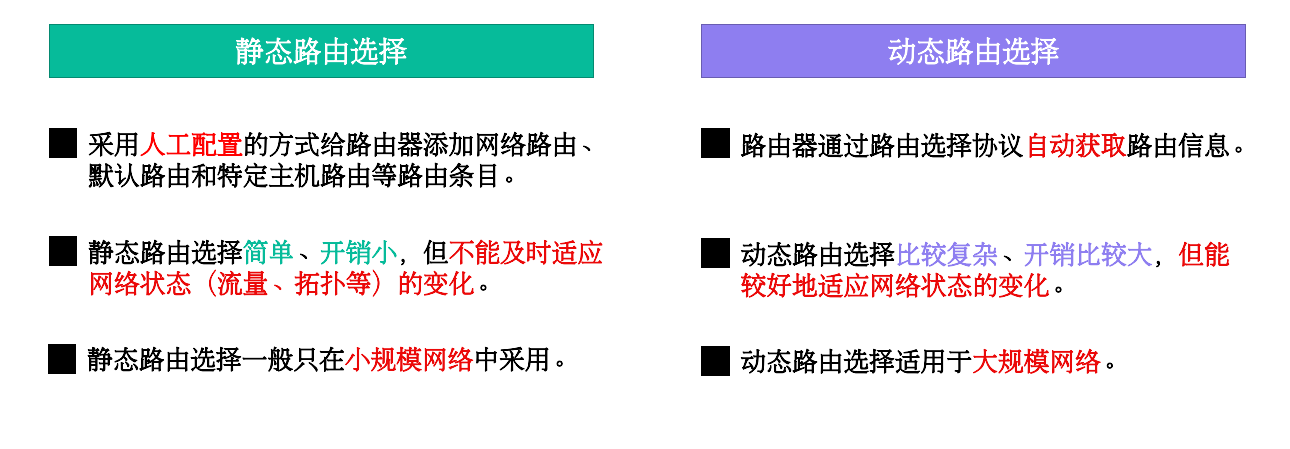 静态路由选择
采用人工配置的方式给路由器添加网络路由、
默认路由和特定主机路由等路由条目。
静态路由选择简单、开销小，但不能及时适应
网络状态（流量、拓扑等）的变化。
静态路由选择一般只在小规模网络中采用。
动态路由选择
路由器通过路由选择协议自动获取路由信息。
动态路由选择比较复杂、开销比较大，但能
较好地适应网络状态的变化。
动态路由选择适用于大规模网络。